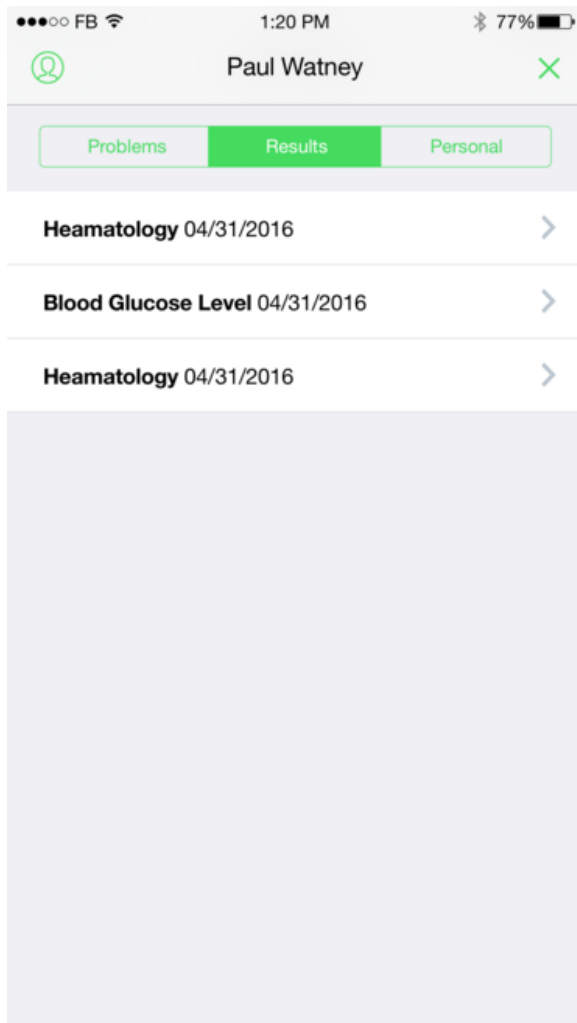 FB 1:20 PM 77%
Paul Watney
Problems Results Personal
Heamatology 04/31/2016
Blood Glucose Level 04/31/2016
Heamatology 04/31/2016